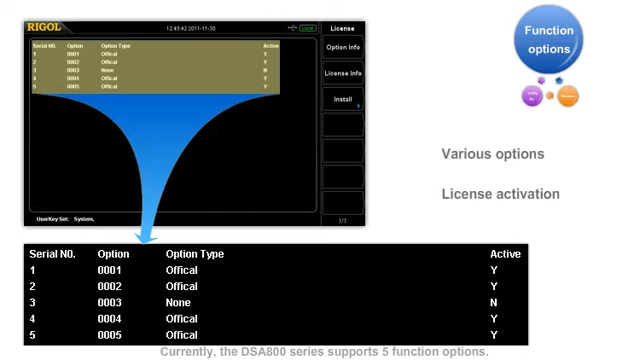 RIGOL
12:45:42 2011-11-30
Local
License
Serial NO. Option Option Type Active
1 0001 Offical Y
2 0002 Offical Y
3 0003 None N
4 0004 Offical Y
5 0005 Offical Y
Option Info
License Info
Install
UserKey Set: System,
1/1
Function
options
Various options
License activation
Serial N0. Option Option Type Active
1 0001 Offical Y
2 0002 Offical Y
3 0003 None N
4 0004 Offical Y
5 0005 Offical Y
Currently, the DSA800 series supports 5 function options.